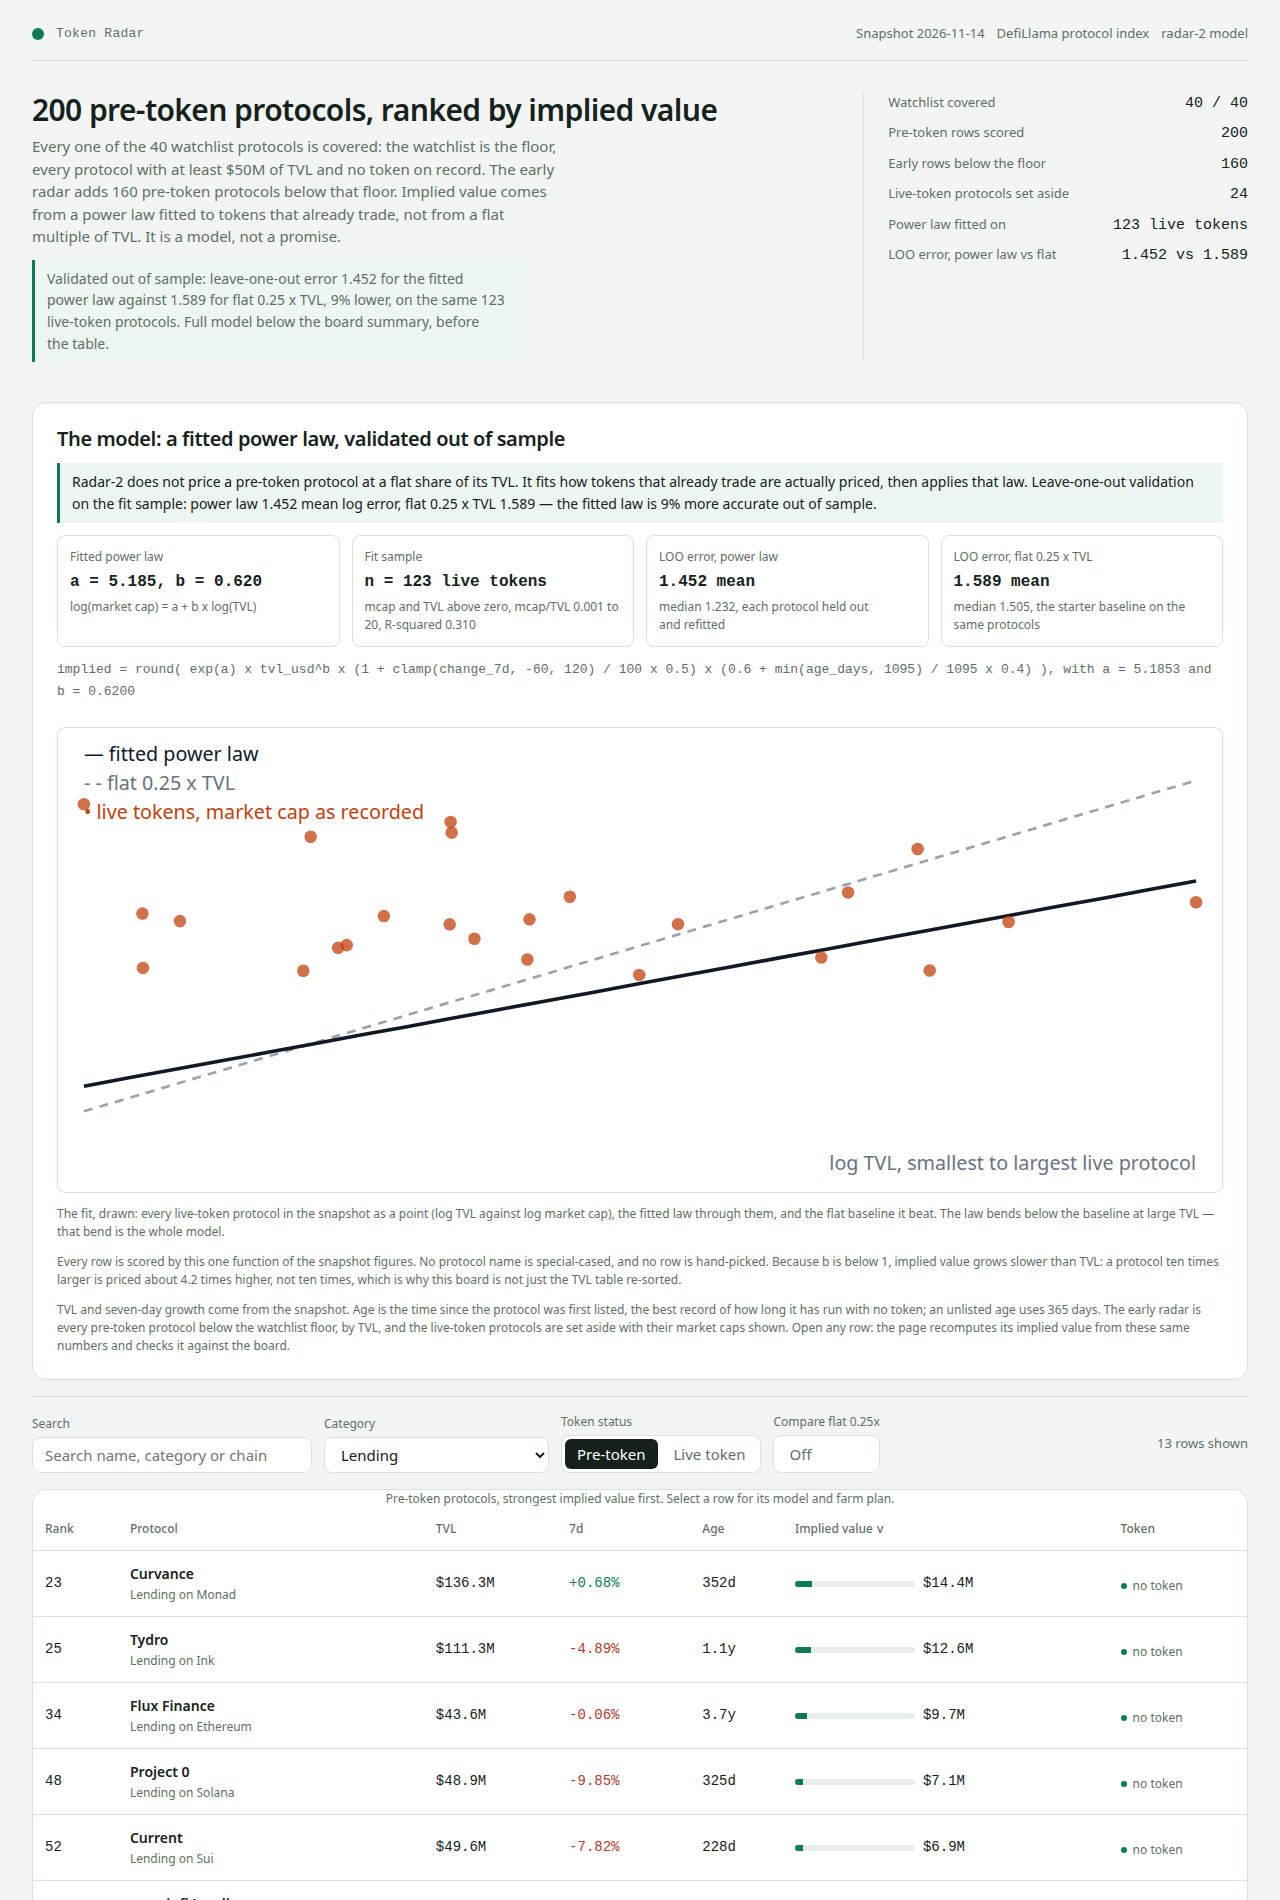 Token Radar
Snapshot 2026-11-14 DefiLlama protocol index radar-2 model
200 pre-token protocols, ranked by implied value
Every one of the 40 watchlist protocols is covered: the watchlist is the floor,
every protocol with at least $50M of TVL and no token on record. The early
radar adds 160 pre-token protocols below that floor. Implied value comes
from a power law fitted to tokens that already trade, not from a flat
multiple of TVL. It is a model, not a promise.
Validated out of sample: leave-one-out error 1.452 for the fitted
power law against 1.589 for flat 0.25 x TVL, 9% lower, on the same 123
live-token protocols. Full model below the board summary, before
the table.
Watchlist covered 40 / 40
Pre-token rows scored 200
Early rows below the floor 160
Live-token protocols set aside 24
Power law fitted on 123 live tokens
LOO error, power law vs flat 1.452 vs 1.589
The model: a fitted power law, validated out of sample
Radar-2 does not price a pre-token protocol at a flat share of its TVL. It fits how tokens that already trade are actually priced, then applies that law. Leave-one-out validation
on the fit sample: power law 1.452 mean log error, flat 0.25 x TVL 1.589 — the fitted law is 9% more accurate out of sample.
Fitted power law
a = 5.185, b = 0.620
log(market cap) = a + b x log(TVL)
Fit sample
n = 123 live tokens
mcap and TVL above zero, mcap/TVL 0.001 to
20, R-squared 0.310
LOO error, power law
1.452 mean
median 1.232, each protocol held out
and refitted
LOO error, flat 0.25 x TVL
1.589 mean
median 1.505, the starter baseline on the
same protocols
implied = round( exp(a) x tvl_usd^b x (1 + clamp(change_7d, -60, 120) / 100 x 0.5) x (0.6 + min(age_days, 1095) / 1095 x 0.4) ), with a = 5.1853 and
b = 0.6200
— fitted power law
- - flat 0.25 x TVL
• live tokens, market cap as recorded
log TVL, smallest to largest live protocol
The fit, drawn: every live-token protocol in the snapshot as a point (log TVL against log market cap), the fitted law through them, and the flat baseline it beat. The law bends below the baseline at large TVL —
that bend is the whole model.
Every row is scored by this one function of the snapshot figures. No protocol name is special-cased, and no row is hand-picked. Because b is below 1, implied value grows slower than TVL: a protocol ten times
larger is priced about 4.2 times higher, not ten times, which is why this board is not just the TVL table re-sorted.
TVL and seven-day growth come from the snapshot. Age is the time since the protocol was first listed, the best record of how long it has run with no token; an unlisted age uses 365 days. The early radar is
every pre-token protocol below the watchlist floor, by TVL, and the live-token protocols are set aside with their market caps shown. Open any row: the page recomputes its implied value from these same
numbers and checks it against the board.
Search
Search name, category or chain
Category
Lending
Token status
Pre-token Live token
Compare flat 0.25x
Off
13 rows shown
Pre-token protocols, strongest implied value first. Select a row for its model and farm plan.
Rank Protocol TVL 7d Age Implied value v Token
23 Curvance $136.3M +0.68% 352d $14.4M no token
Lending on Monad
25 Tydro $111.3M -4.89% 1.1y $12.6M no token
Lending on Ink
34 Flux Finance $43.6M -0.06% 3.7y $9.7M no token
Lending on Ethereum
48 Project 0 $48.9M -9.85% 325d $7.1M no token
Lending on Solana
52 Current $49.6M -7.82% 228d $6.9M no token
Lending on Sui